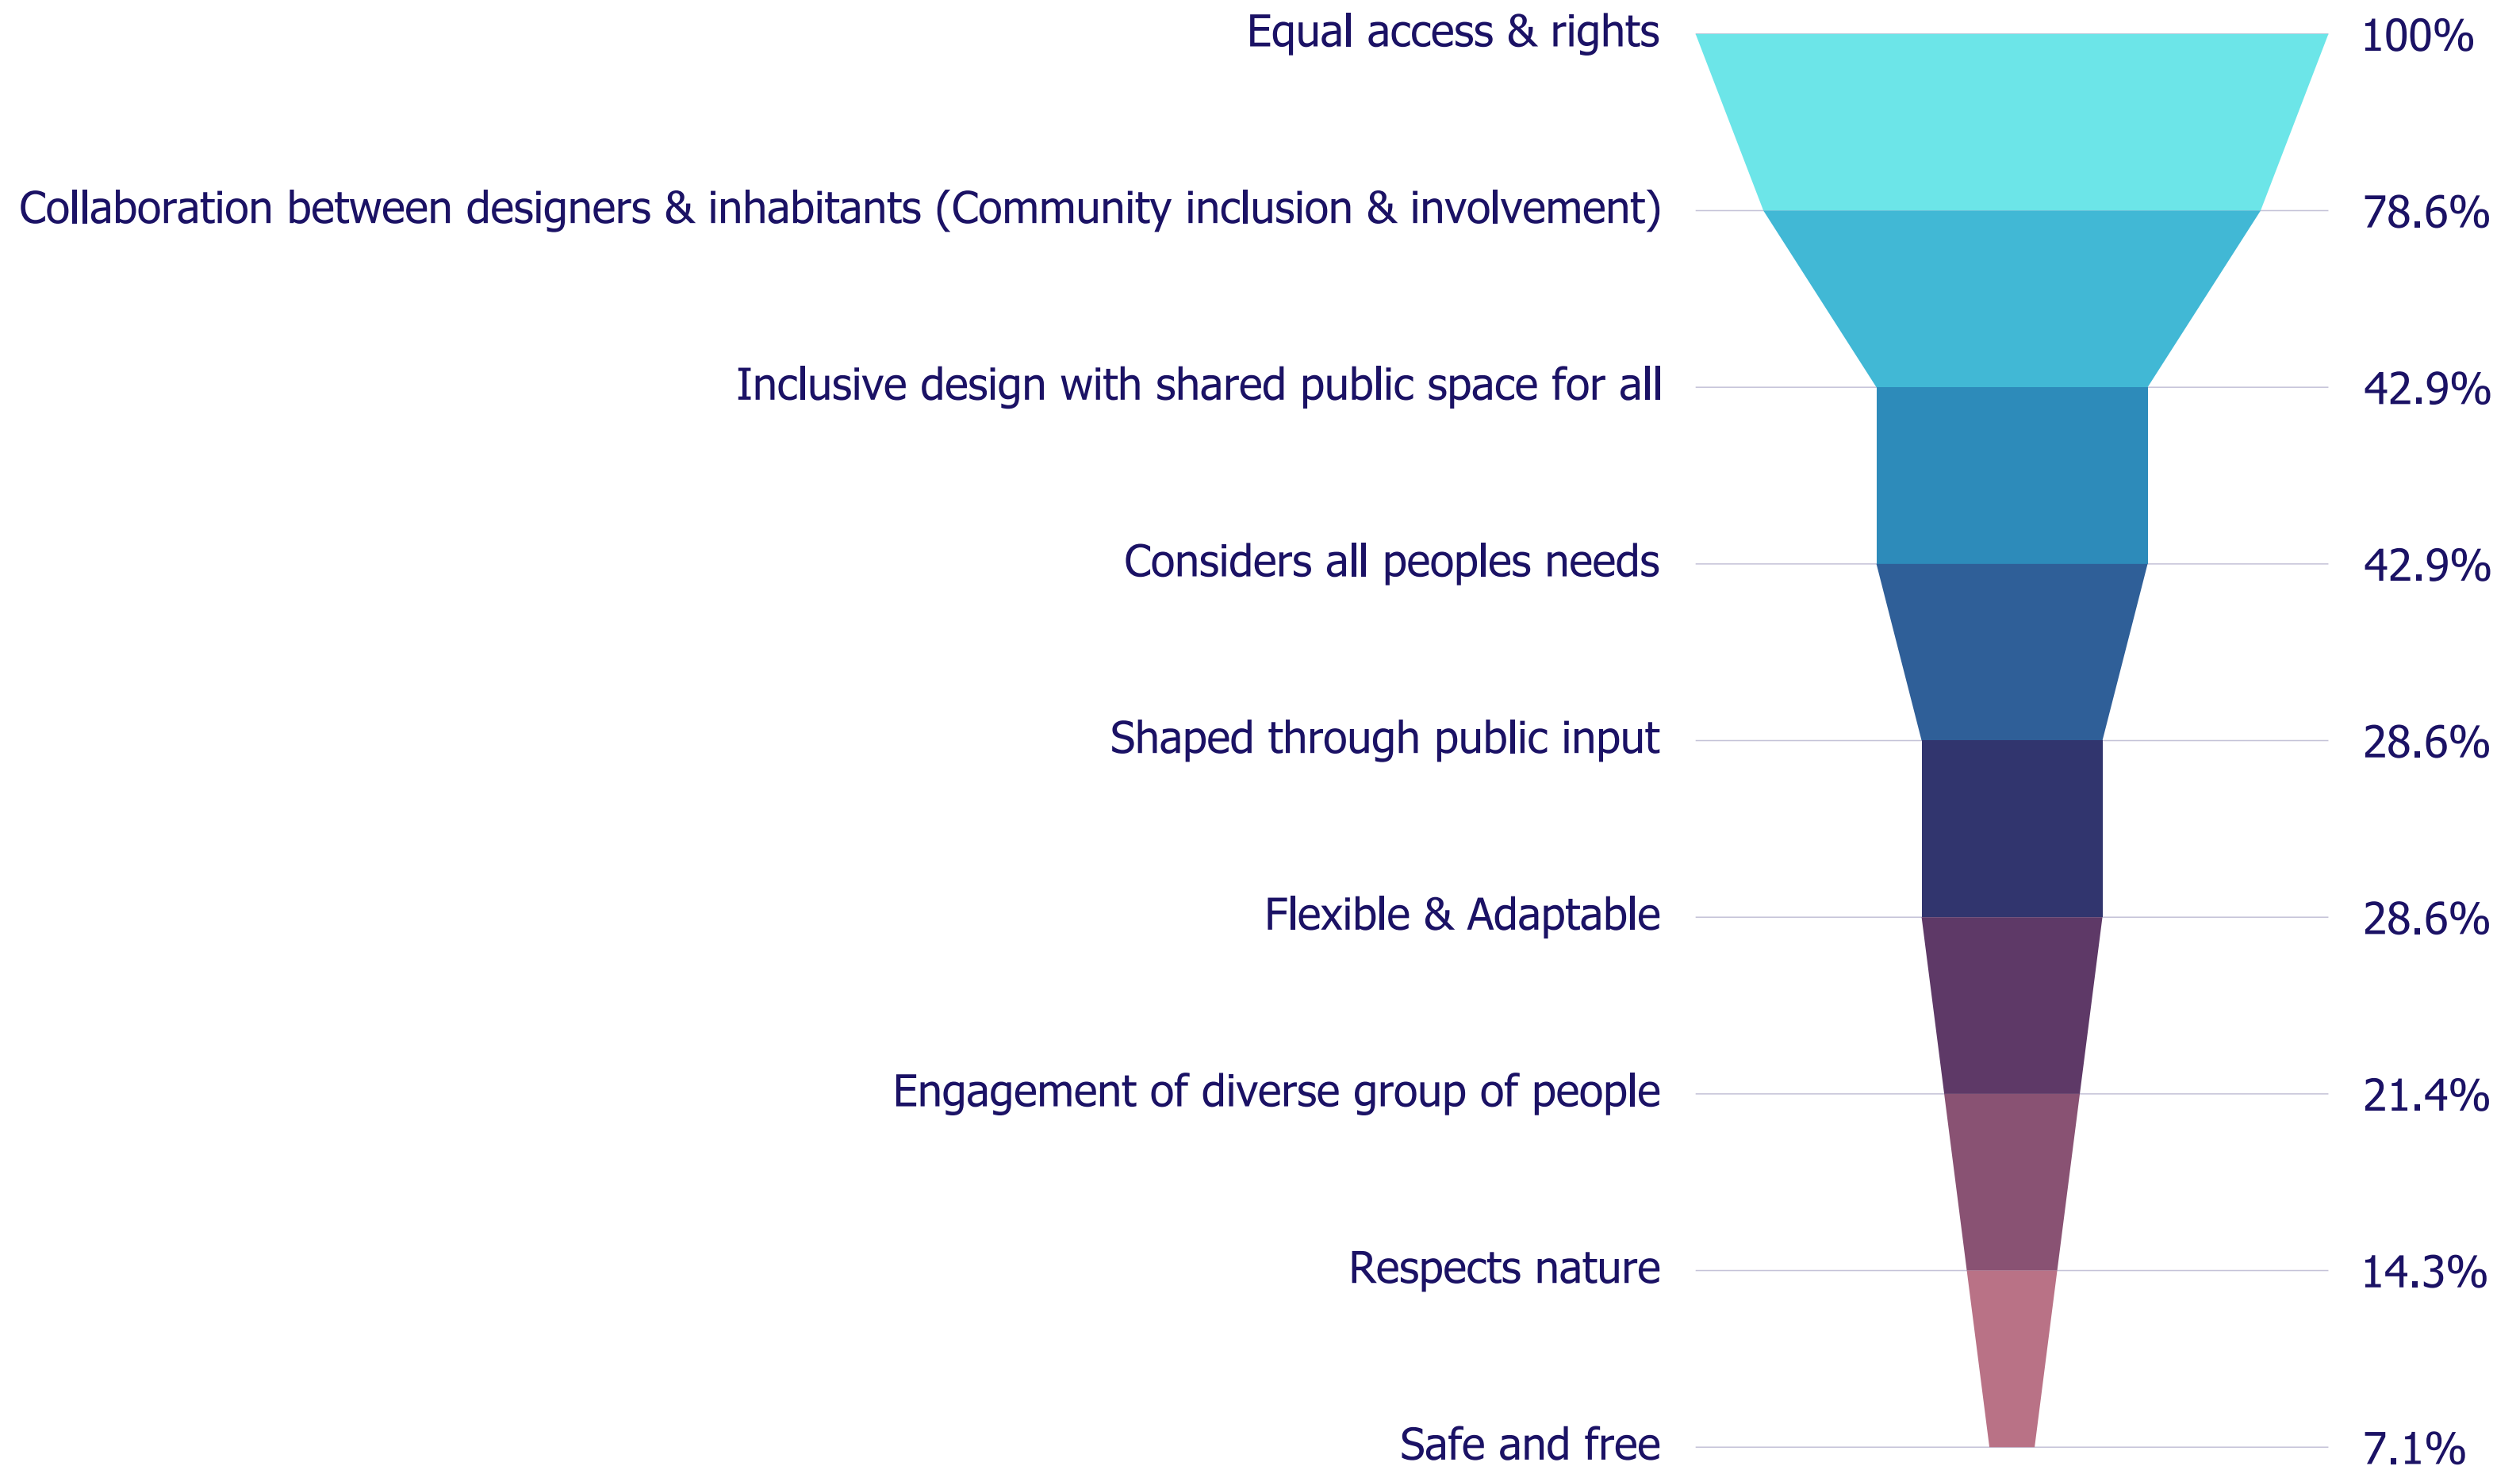 Equal access & rights 100%
Collaboration between designers & inhabitants (Community inclusion & involvement) 78.6%
Inclusive design with shared public space for all 42.9%
Considers all peoples needs 42.9%
Shaped through public input 28.6%
Flexible & Adaptable 28.6%
Engagement of diverse group of people 21.4%
Respects nature 14.3%
Safe and free 7.1%